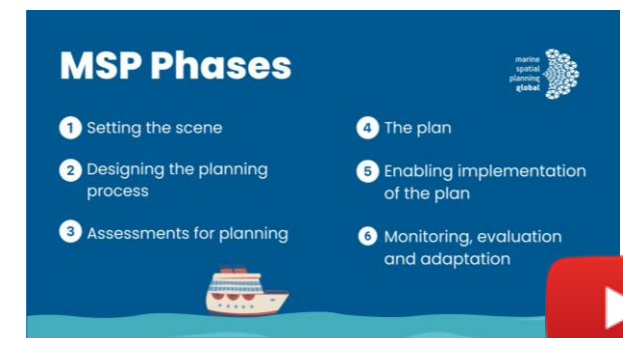 MSP Phases
marine
spatial
planning
global
1 Setting the scene
2 Designing the planning
process
3 Assessments for planning
4 The plan
5 Enabling implementation
of the plan
6 Monitoring, evaluation
and adaptation